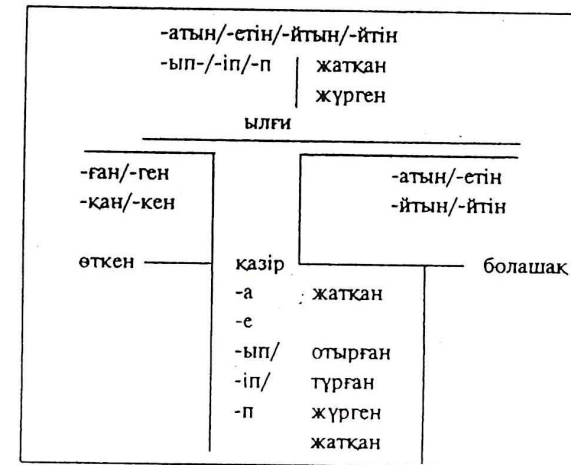 -атын/-етін/-йтын/-йтін
-ып-/-іп/-п жатқан
жүрген
ылғи
-ған/-ген
-қан/-кен
-атын/-етін
-йтын/-йтін
өткен қазір болашақ
-а жатқан
-е
-ып/ отырған
-іп/ тұрған
-п жүрген
жатқан